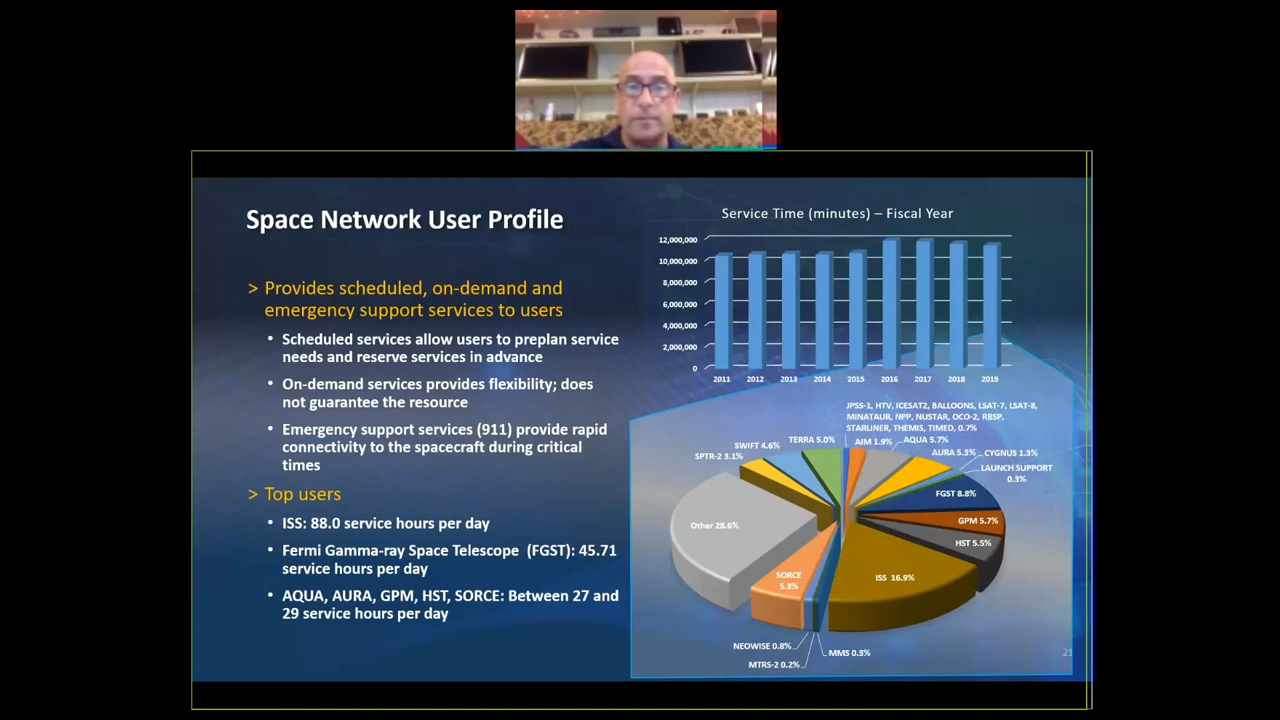 Space Network User Profile
> Provides scheduled, on-demand and
emergency support services to users
• Scheduled services allow users to preplan service
needs and reserve services in advance
• On-demand services provides flexibility; does
not guarantee the resource
• Emergency support services (911) provide rapid
connectivity to the spacecraft during critical
times
> Top users
• ISS: 88.0 service hours per day
• Fermi Gamma-ray Space Telescope (FGST): 45.71
service hours per day
• AQUA, AURA, GPM, HST, SORCE: Between 27 and
29 service hours per day
Service Time (minutes) – Fiscal Year
12,000,000
10,000,000
8,000,000
6,000,000
4,000,000
2,000,000
0
2011 2012 2013 2014 2015 2016 2017 2018 2019
JPSS-1, HTV, ICESAT2, BALLOONS, LSAT-7, LSAT-8,
MINATAUR, NPP, NUSTAR, OCO-2, RBSP,
STARLINER, THEMIS, TIMED, 0.7%
AIM 1.9%
AQUA 5.7%
AURA 5.3%
CYGNUS 1.3%
LAUNCH SUPPORT
0.3%
FGST 8.8%
GPM 5.7%
HST 5.5%
ISS 16.9%
MMS 0.3%
MTRS-2 0.2%
NEOWISE 0.8%
SORCE
5.3%
Other 28.6%
SPTR-2 3.1%
SWIFT 4.6%
TERRA 5.0%
21